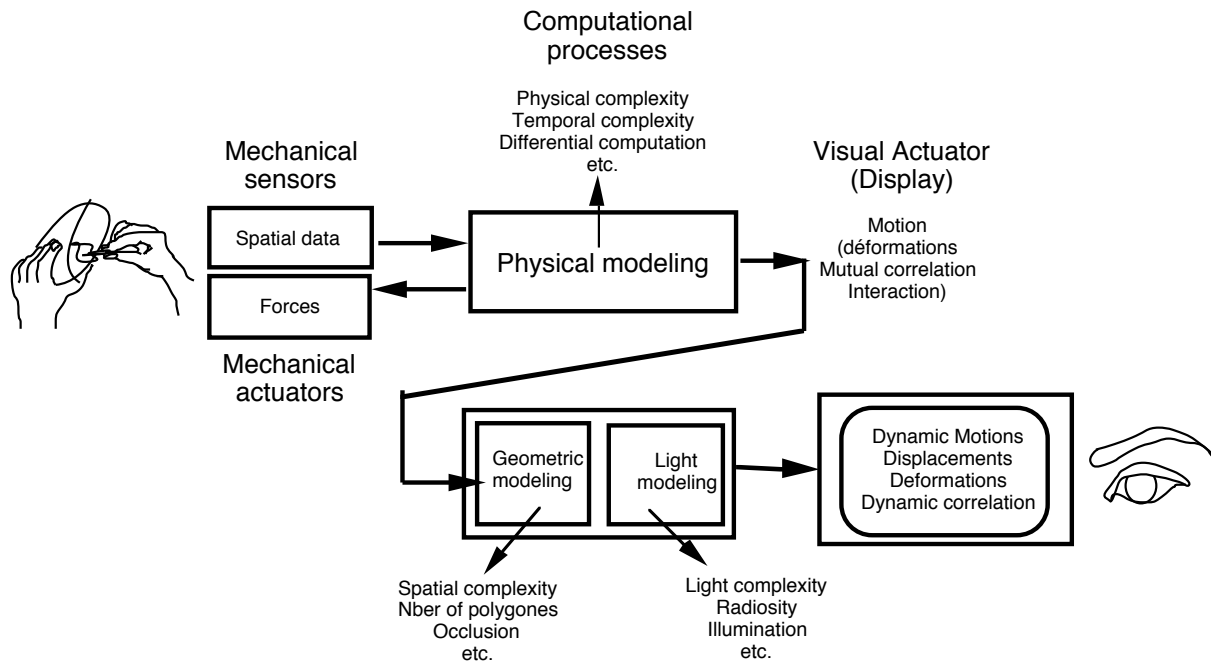 Computational
processes
Physical complexity
Temporal complexity
Differential computation
etc.
Mechanical
sensors
Visual Actuator
(Display)
Spatial data
Physical modeling
Motion
(déformations
Mutual correlation
Interaction)
Forces
Mechanical
actuators
Geometric
modeling
Light
modeling
Dynamic Motions
Displacements
Deformations
Dynamic correlation
Spatial complexity
Nber of polygones
Occlusion
etc.
Light complexity
Radiosity
Illumination
etc.